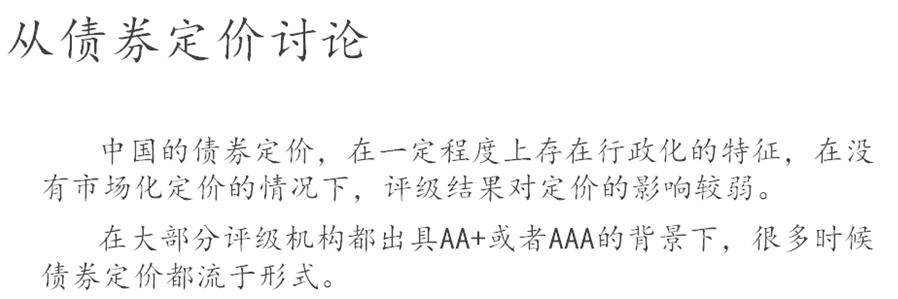 从债券定价讨论
中国的债券定价，在一定程度上存在行政化的特征，在没
有市场化定价的情况下，评级结果对定价的影响较弱。
在大部分评级机构都出具AA+或者AAA的背景下，很多时候
债券定价都流于形式。